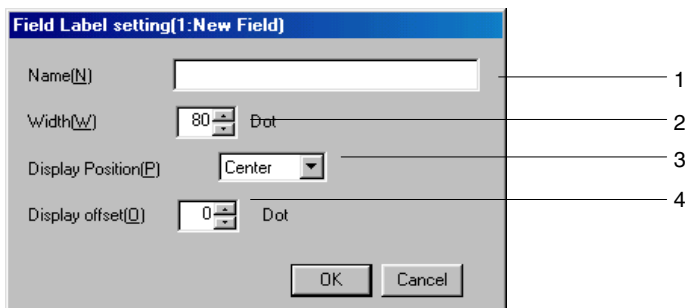 Field Label setting(1:New Field)
Name(N) 1
Width(W) 80 Dot 2
Display Position(P) Center 3
Display offset(O) 0 Dot 4
OK Cancel